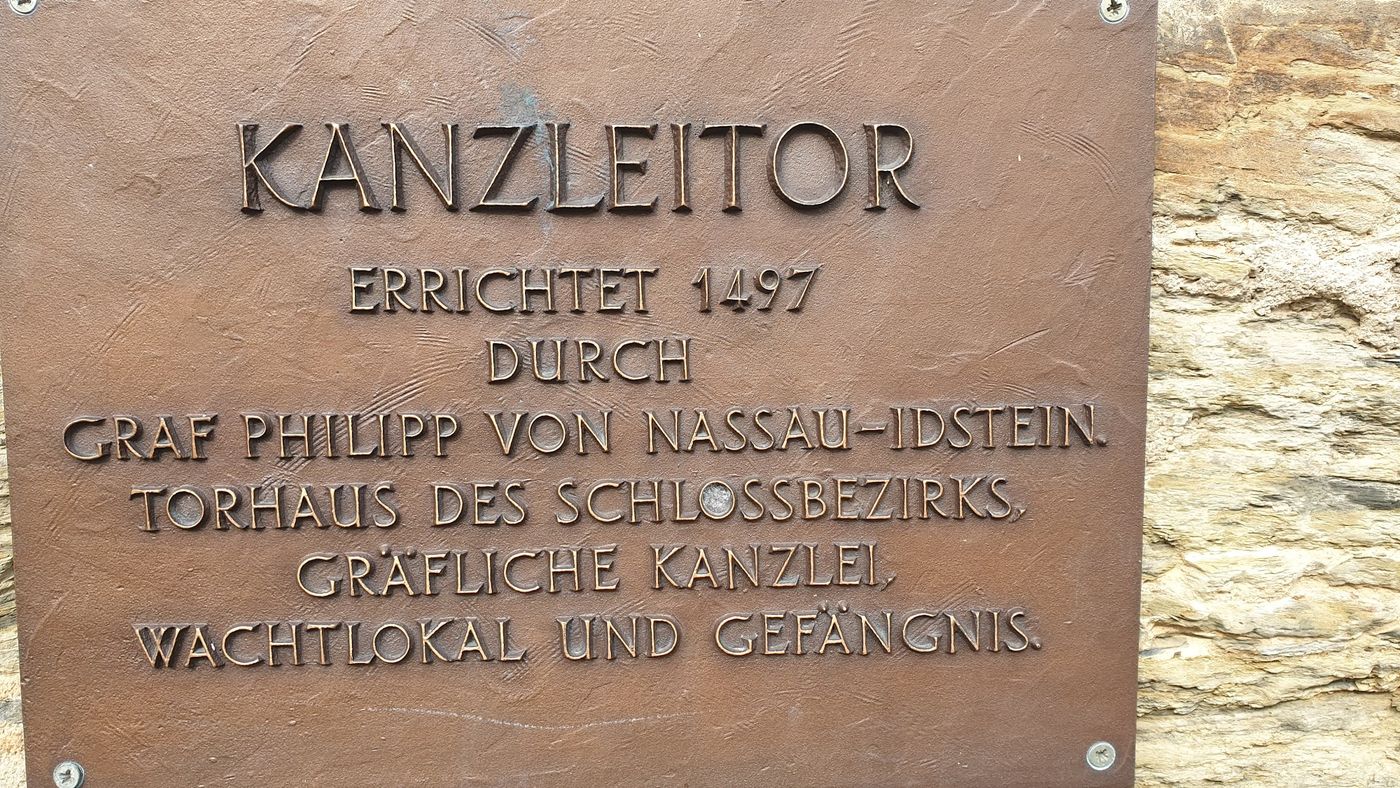 KANZLEITOR
ERRICHTET 1497
DURCH
GRAF PHILIPP VON NASSAU-IDSTEIN.
TORHAUS DES SCHLOSSBEZIRKS,
GRÄFLICHE KANZLEI,
WACHTLOKAL UND GEFÄNGNIS.